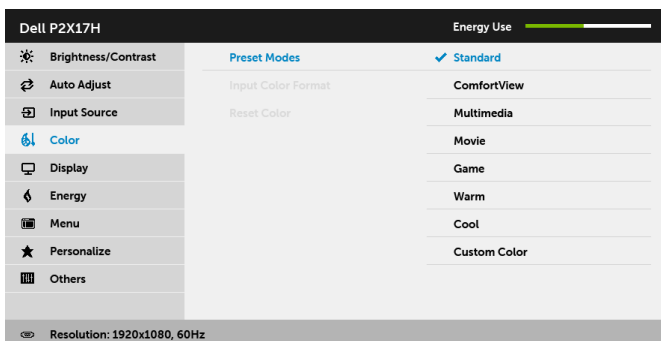 Dell P2X17H Energy Use
Brightness/Contrast Preset Modes Standard
Auto Adjust Input Color Format ComfortView
Input Source Reset Color Multimedia
Color Movie
Display Game
Energy Warm
Menu Cool
Personalize Custom Color
Others
Resolution: 1920x1080, 60Hz